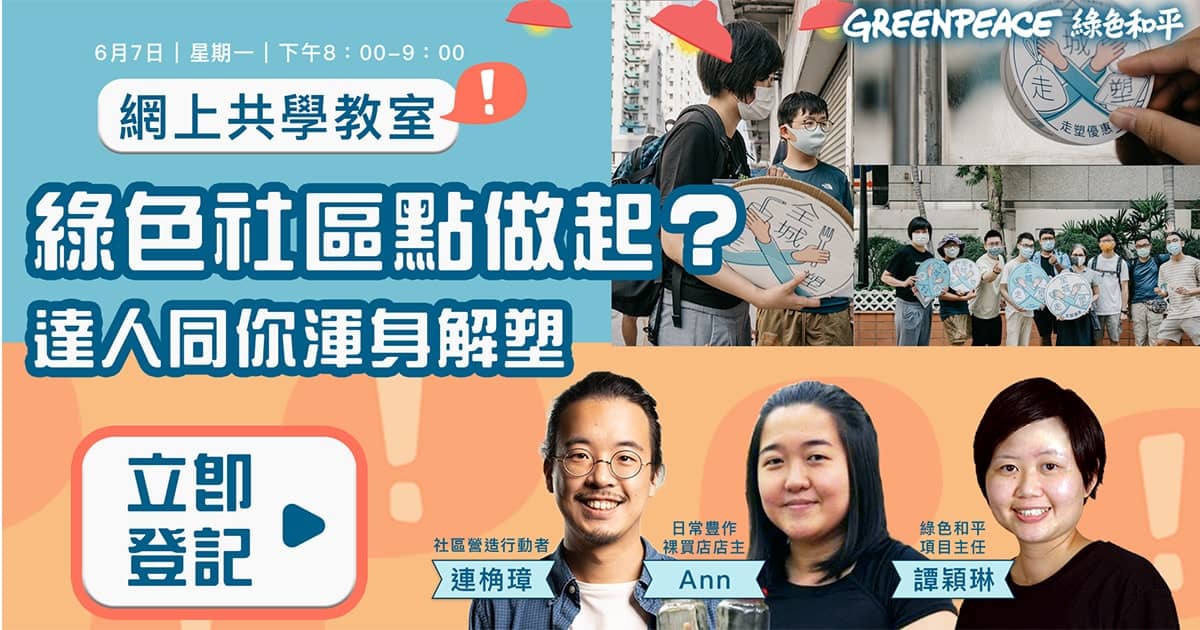 GREENPEACE 綠色和平
6月7日｜星期一｜下午8：00-9：00
網上共學教室
!
綠色社區點做起？
達人同你渾身解塑
立即
登記
全城
走塑
走塑優惠
全城
塑
社區營造行動者
連桷璋
日常豐作
裸買店店主
Ann
綠色和平
項目主任
譚穎琳